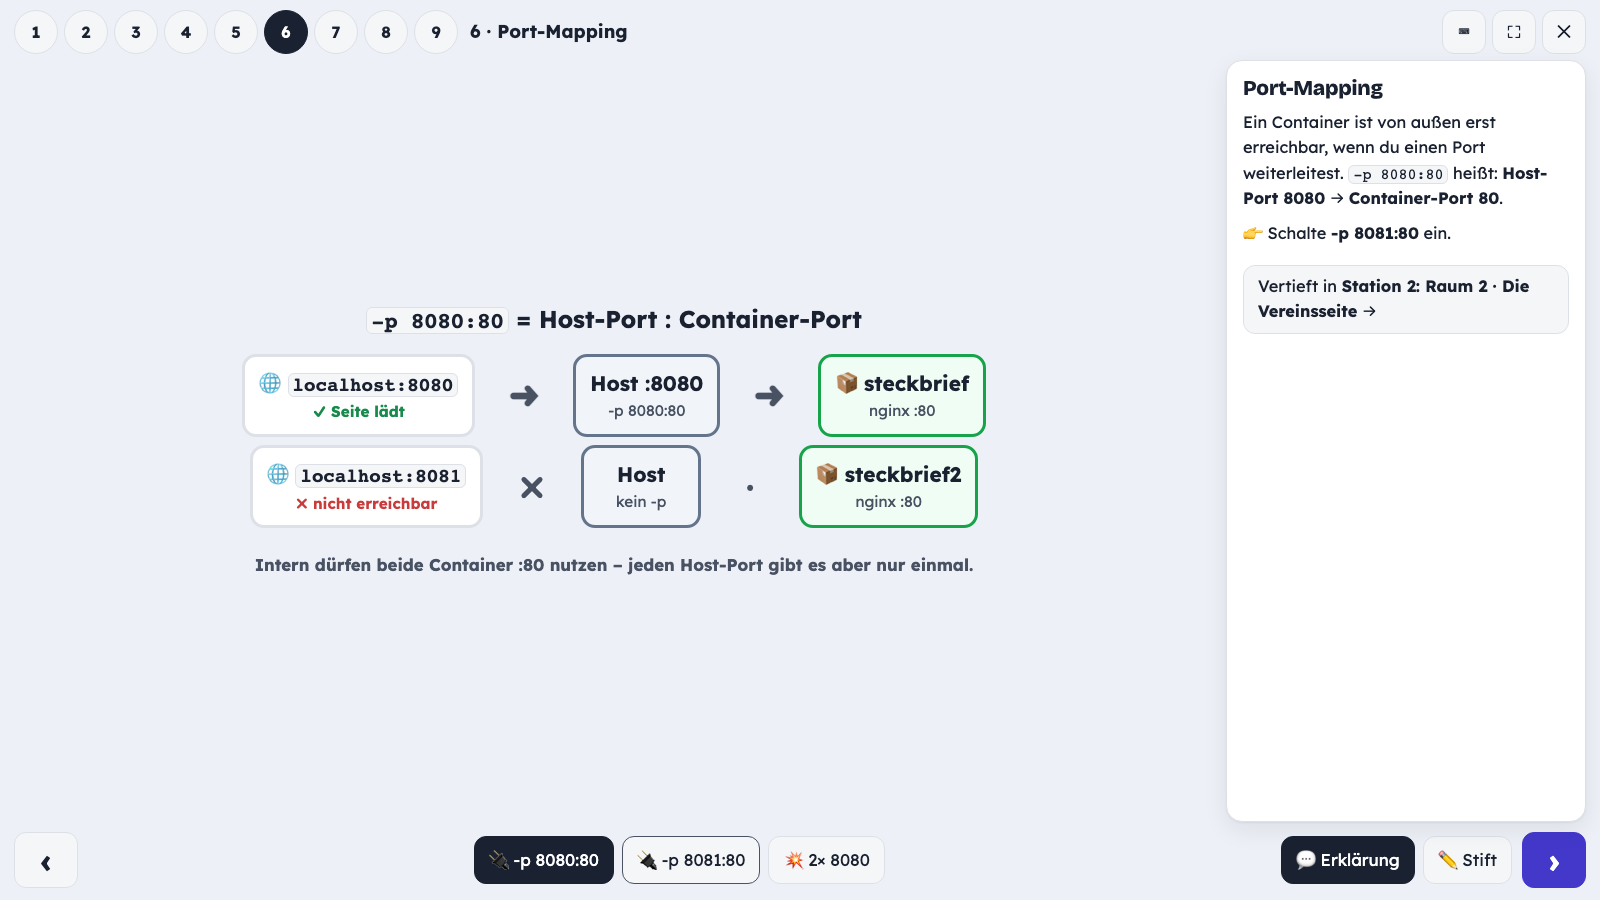 1 2 3 4 5 6 7 8 9 6 · Port-Mapping
Port-Mapping
Ein Container ist von außen erst
erreichbar, wenn du einen Port
weiterleitest. -p 8080:80 heißt: Host-
Port 8080 → Container-Port 80.
👉 Schalte -p 8081:80 ein.
Vertieft in Station 2: Raum 2 · Die
Vereinsseite →
-p 8080:80 = Host-Port : Container-Port
🌐 localhost:8080
✓ Seite lädt
➜
Host :8080
-p 8080:80
➜
📦 steckbrief
nginx :80
🌐 localhost:8081
✕ nicht erreichbar
✕
Host
kein -p
·
📦 steckbrief2
nginx :80
Intern dürfen beide Container :80 nutzen – jeden Host-Port gibt es aber nur einmal.
‹
🔌 -p 8080:80
🔌 -p 8081:80
💥 2× 8080
💬 Erklärung
✏️ Stift
›